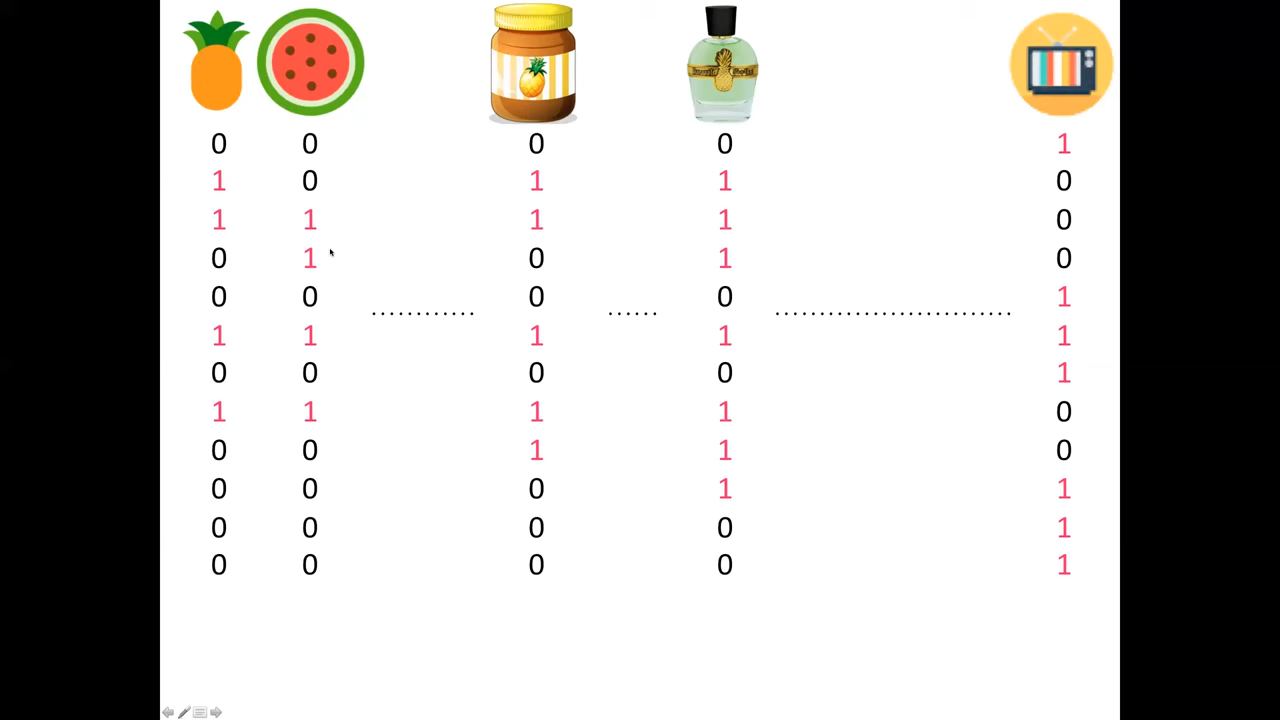 0 0 0 0 1
1 0 1 1 0
1 1 1 1 0
0 1 0 1 0
0 0 0 0 1
............ ...... ...........................
1 1 1 1 1
0 0 0 0 1
1 1 1 1 0
0 0 1 1 0
0 0 0 1 1
0 0 0 0 1
0 0 0 0 1